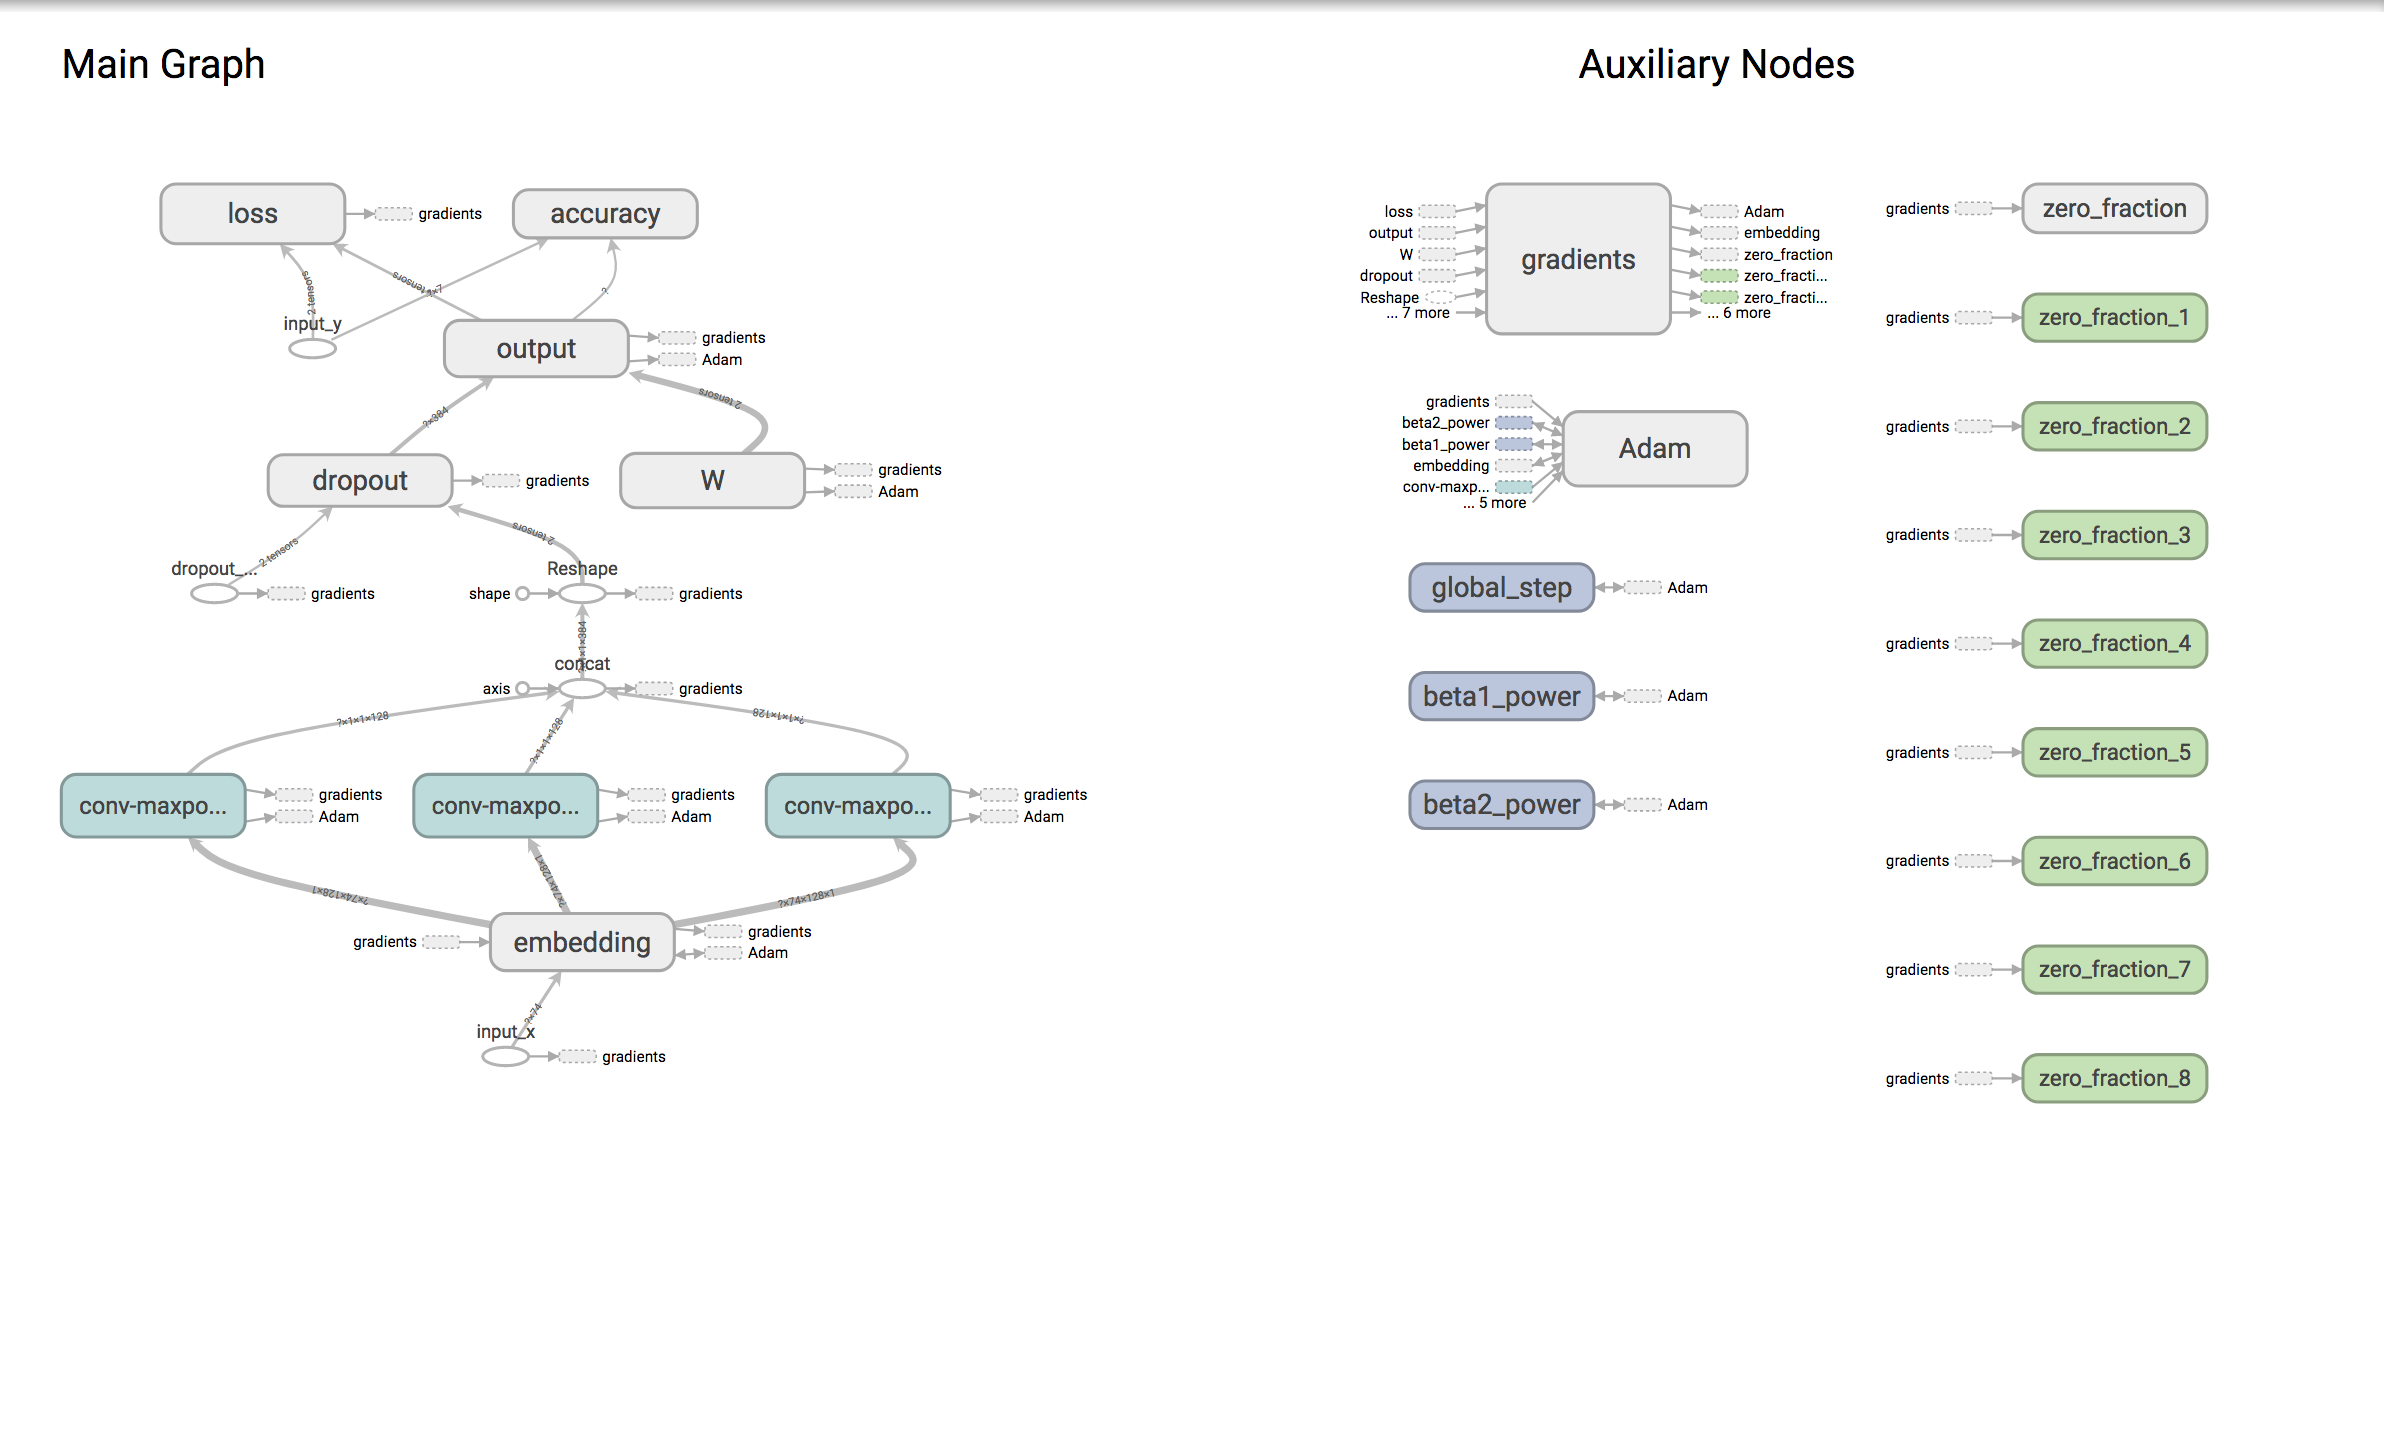 Main Graph
loss
gradients
accuracy
2 tensors
2 tensors
?×7
?
input_y
output
gradients
Adam
?×384
2 tensors
dropout
gradients
W
gradients
Adam
2 tensors
2 tensors
dropout_...
gradients
Reshape
shape
gradients
?×1×1×384
concat
axis
gradients
?×1×1×128
?×1×1×128
?×1×1×128
conv-maxpo...
gradients
Adam
conv-maxpo...
gradients
Adam
conv-maxpo...
gradients
Adam
?×74×128×1
?×74×128×1
?×74×128×1
gradients
embedding
gradients
Adam
?×74
input_x
gradients
Auxiliary Nodes
loss
output
W
dropout
Reshape
... 7 more
gradients
Adam
embedding
zero_fraction
zero_fracti...
zero_fracti...
... 6 more
gradients
beta2_power
beta1_power
embedding
conv-maxp...
... 5 more
Adam
global_step
Adam
beta1_power
Adam
beta2_power
Adam
gradients
zero_fraction
gradients
zero_fraction_1
gradients
zero_fraction_2
gradients
zero_fraction_3
gradients
zero_fraction_4
gradients
zero_fraction_5
gradients
zero_fraction_6
gradients
zero_fraction_7
gradients
zero_fraction_8